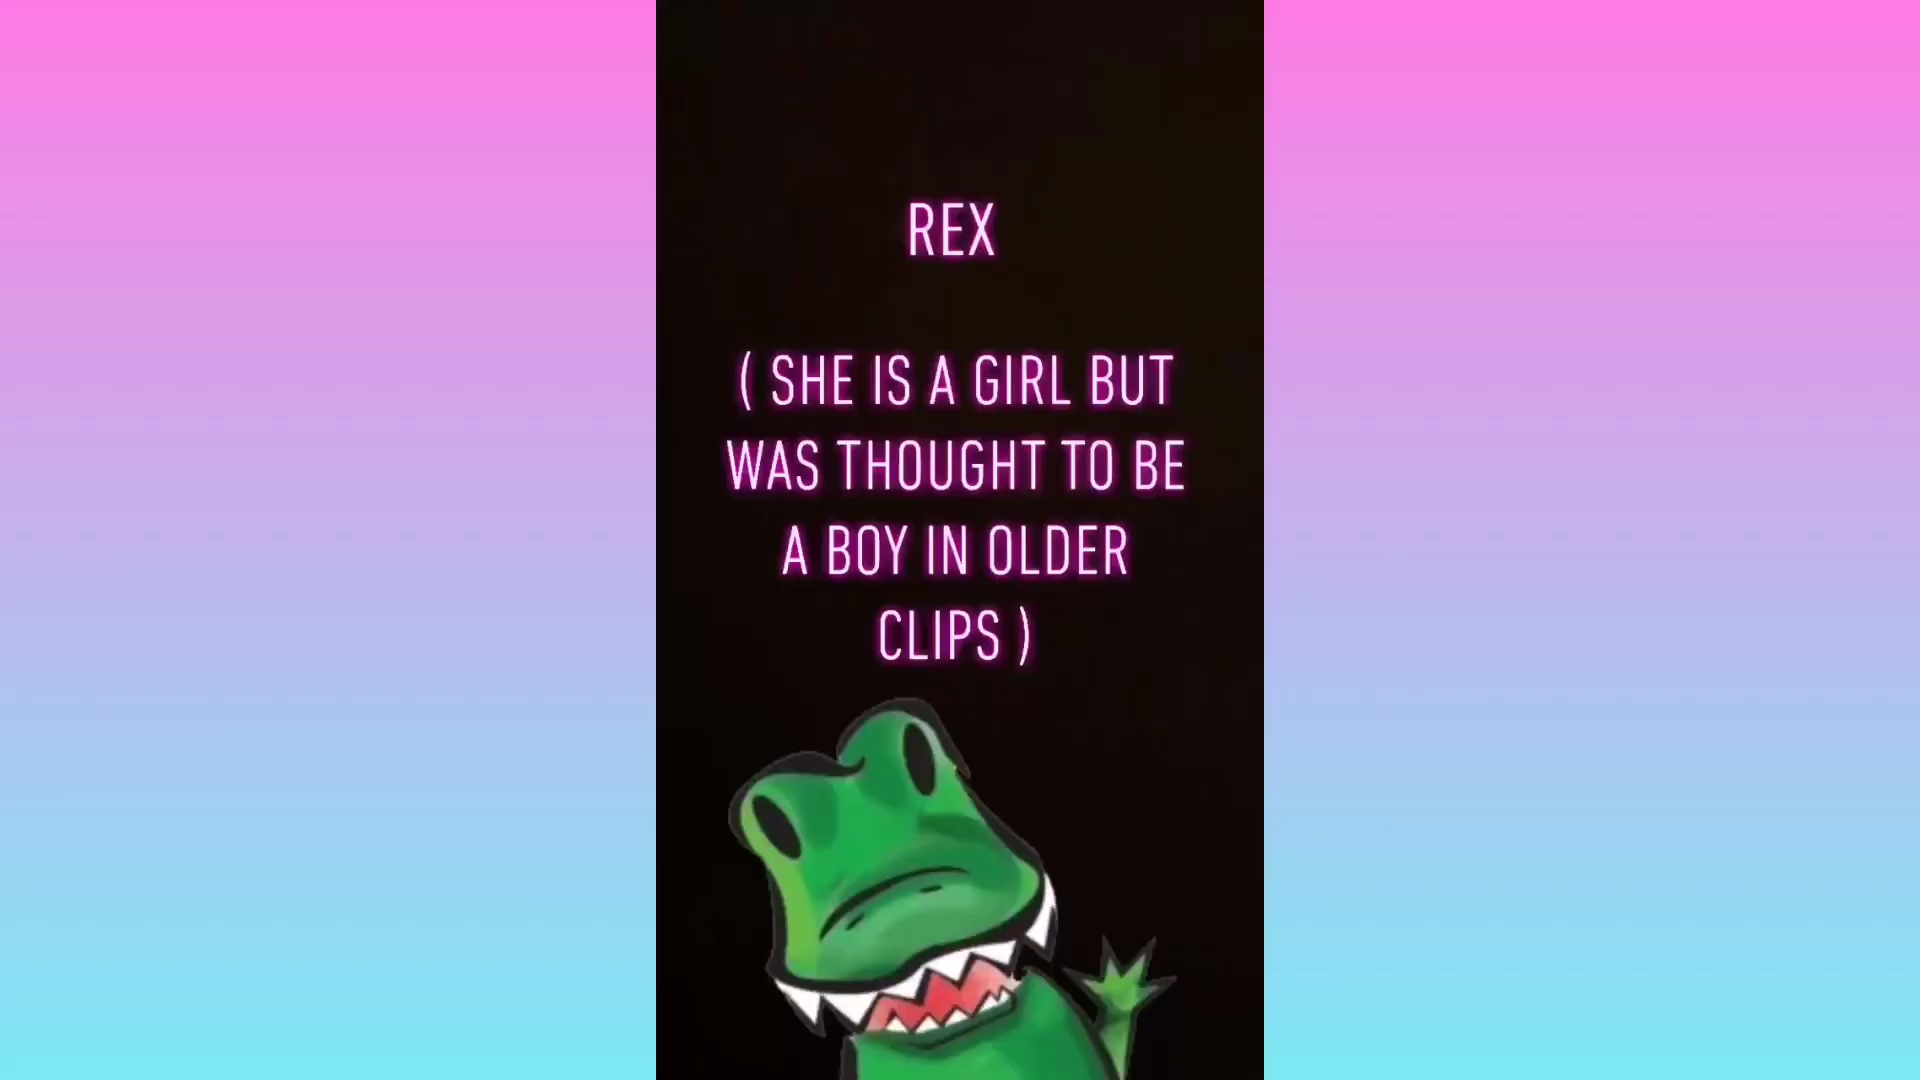 REX
( SHE IS A GIRL BUT
WAS THOUGHT TO BE
A BOY IN OLDER
CLIPS )